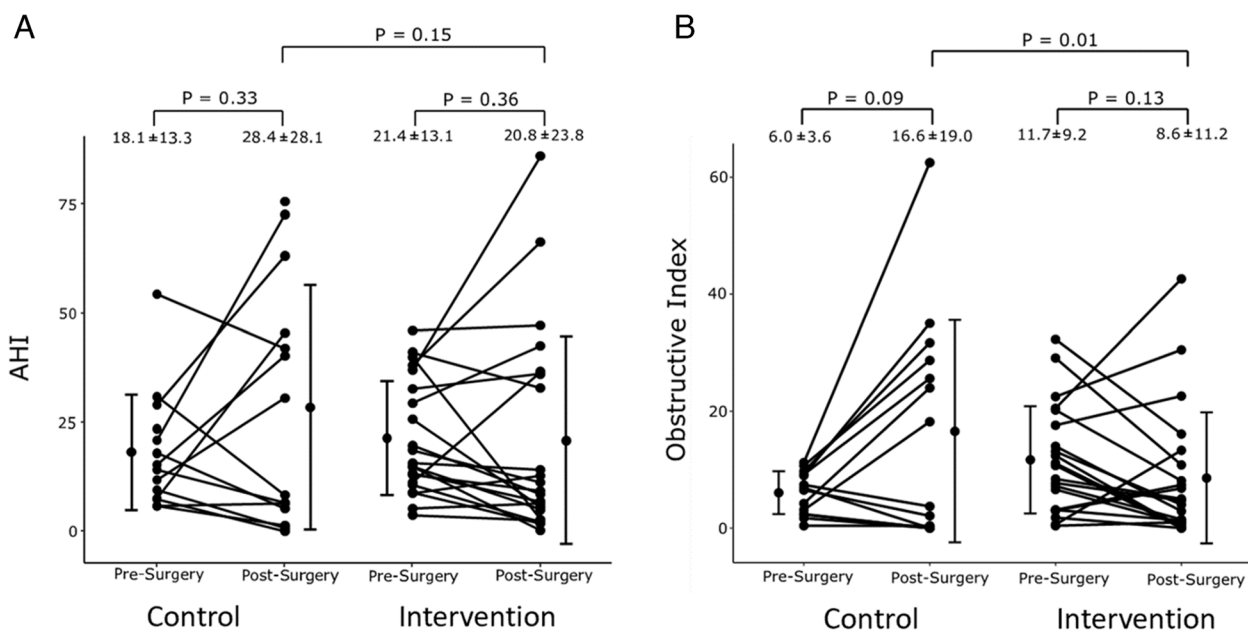 A
P = 0.15
P = 0.33
P = 0.36
18.1±13.3
28.4±28.1
21.4±13.1
20.8±23.8
AHI
75
50
25
0
Pre-Surgery
Post-Surgery
Pre-Surgery
Post-Surgery
Control
Intervention
B
P = 0.01
P = 0.09
P = 0.13
6.0±3.6
16.6±19.0
11.7±9.2
8.6±11.2
Obstructive Index
60
40
20
0
Pre-Surgery
Post-Surgery
Pre-Surgery
Post-Surgery
Control
Intervention